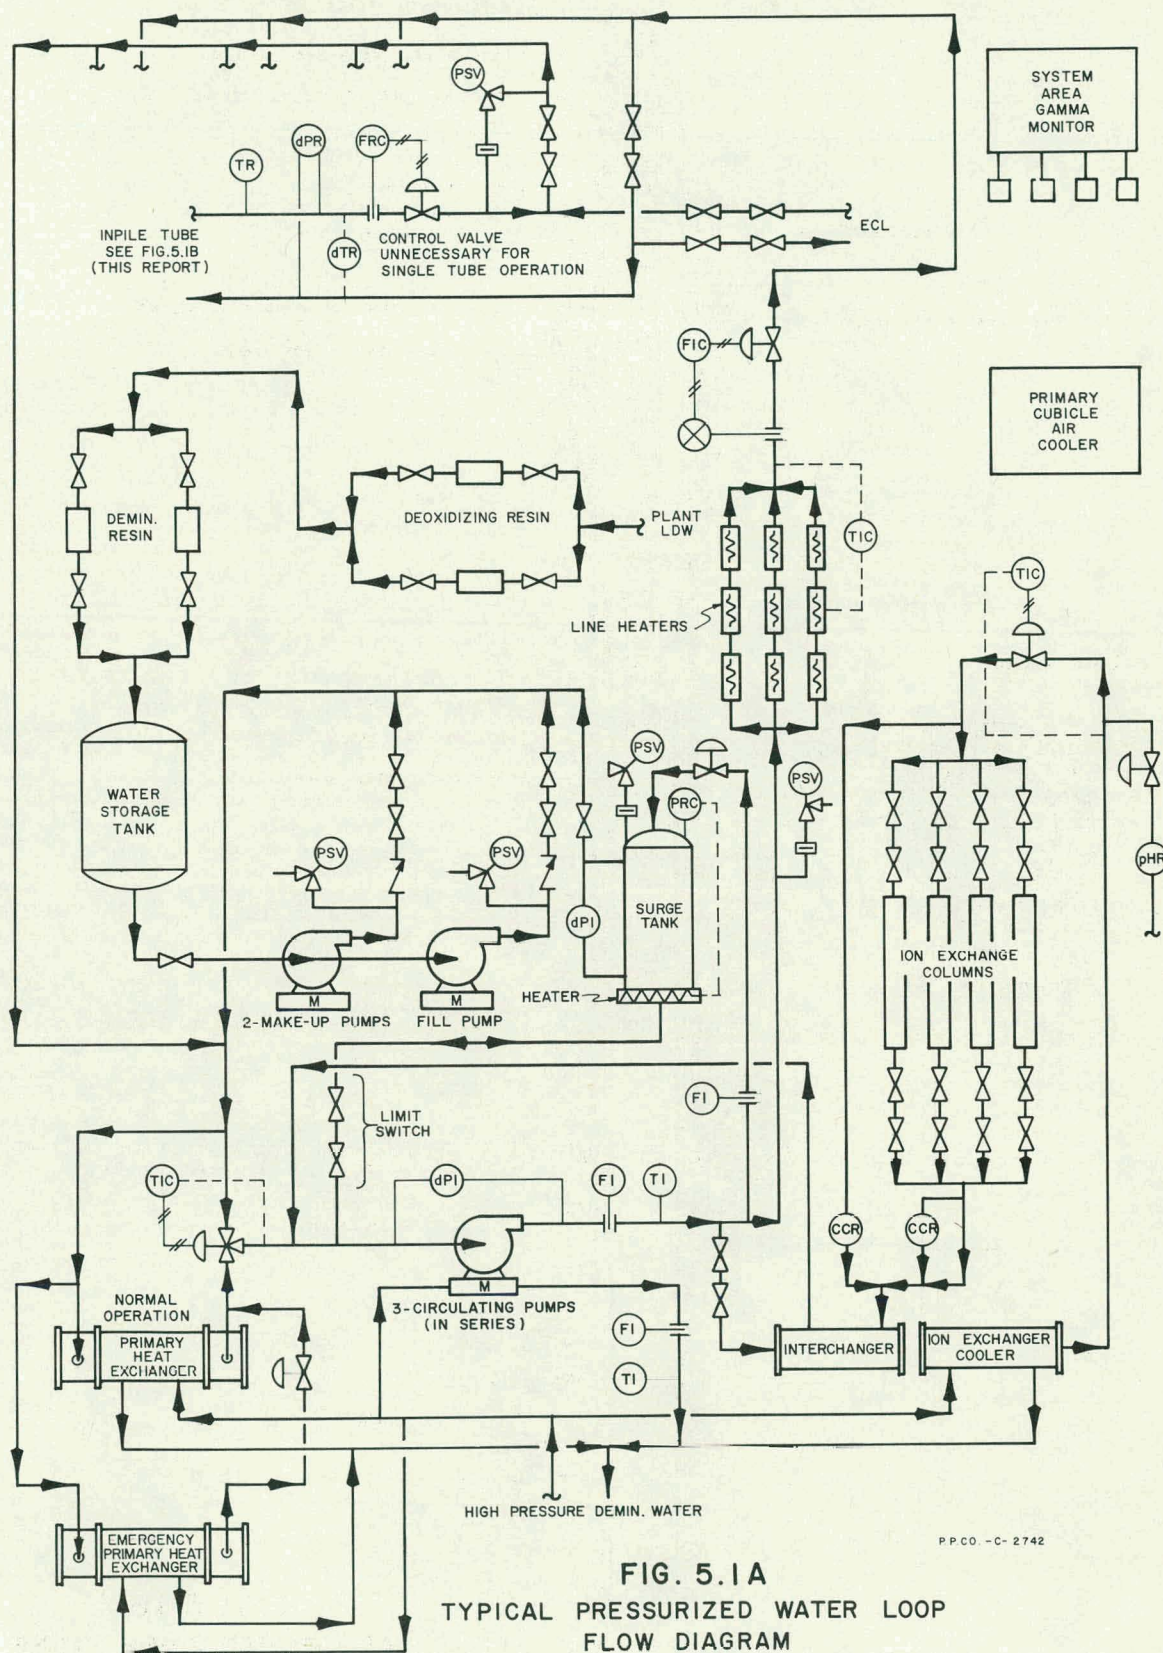 PSV
SYSTEM
AREA
GAMMA
MONITOR
TR
dPR
FRC
INPILE TUBE
SEE FIG.5.1B
(THIS REPORT)
dTR
CONTROL VALVE
UNNECESSARY FOR
SINGLE TUBE OPERATION
ECL
FIC
PRIMARY
CUBICLE
AIR
COOLER
DEMIN.
RESIN
DEOXIDIZING RESIN
PLANT
LDW
TIC
TIC
LINE HEATERS
WATER
STORAGE
TANK
PSV
PRC
PSV
PSV
PSV
pHR
SURGE
TANK
dPI
ION EXCHANGE
COLUMNS
HEATER
M
M
2-MAKE-UP PUMPS
FILL PUMP
LIMIT
SWITCH
FI
TIC
dPI
FI
TI
CCR
CCR
M
3-CIRCULATING PUMPS
(IN SERIES)
NORMAL
OPERATION
PRIMARY
HEAT
EXCHANGER
FI
TI
INTERCHANGER
ION EXCHANGER
COOLER
HIGH PRESSURE DEMIN. WATER
EMERGENCY
PRIMARY HEAT
EXCHANGER
P.P.CO. -C- 2742
FIG. 5.1A
TYPICAL PRESSURIZED WATER LOOP
FLOW DIAGRAM